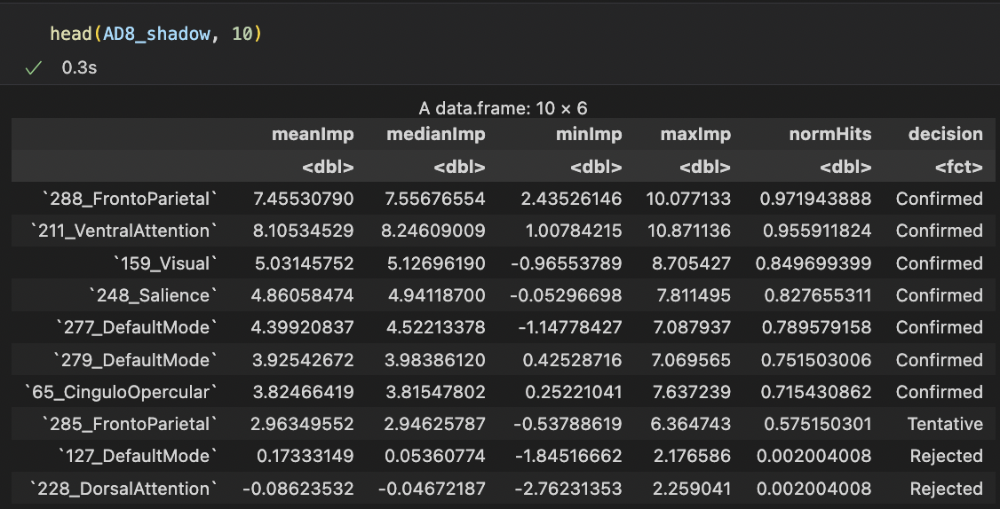 head(AD8_shadow, 10)
✓ 0.3s
A data.frame: 10 × 6
meanImp medianImp minImp maxImp normHits decision
<dbl> <dbl> <dbl> <dbl> <dbl> <fct>
`288_FrontoParietal` 7.45530790 7.55676554 2.43526146 10.077133 0.971943888 Confirmed
`211_VentralAttention` 8.10534529 8.24609009 1.00784215 10.871136 0.955911824 Confirmed
`159_Visual` 5.03145752 5.12696190 -0.96553789 8.705427 0.849699399 Confirmed
`248_Salience` 4.86058474 4.94118700 -0.05296698 7.811495 0.827655311 Confirmed
`277_DefaultMode` 4.39920837 4.52213378 -1.14778427 7.087937 0.789579158 Confirmed
`279_DefaultMode` 3.92542672 3.98386120 0.42528716 7.069565 0.751503006 Confirmed
`65_CinguloOpercular` 3.82466419 3.81547802 0.25221041 7.637239 0.715430862 Confirmed
`285_FrontoParietal` 2.96349552 2.94625787 -0.53788619 6.364743 0.575150301 Tentative
`127_DefaultMode` 0.17333149 0.05360774 -1.84516662 2.176586 0.002004008 Rejected
`228_DorsalAttention` -0.08623532 -0.04672187 -2.76231353 2.259041 0.002004008 Rejected